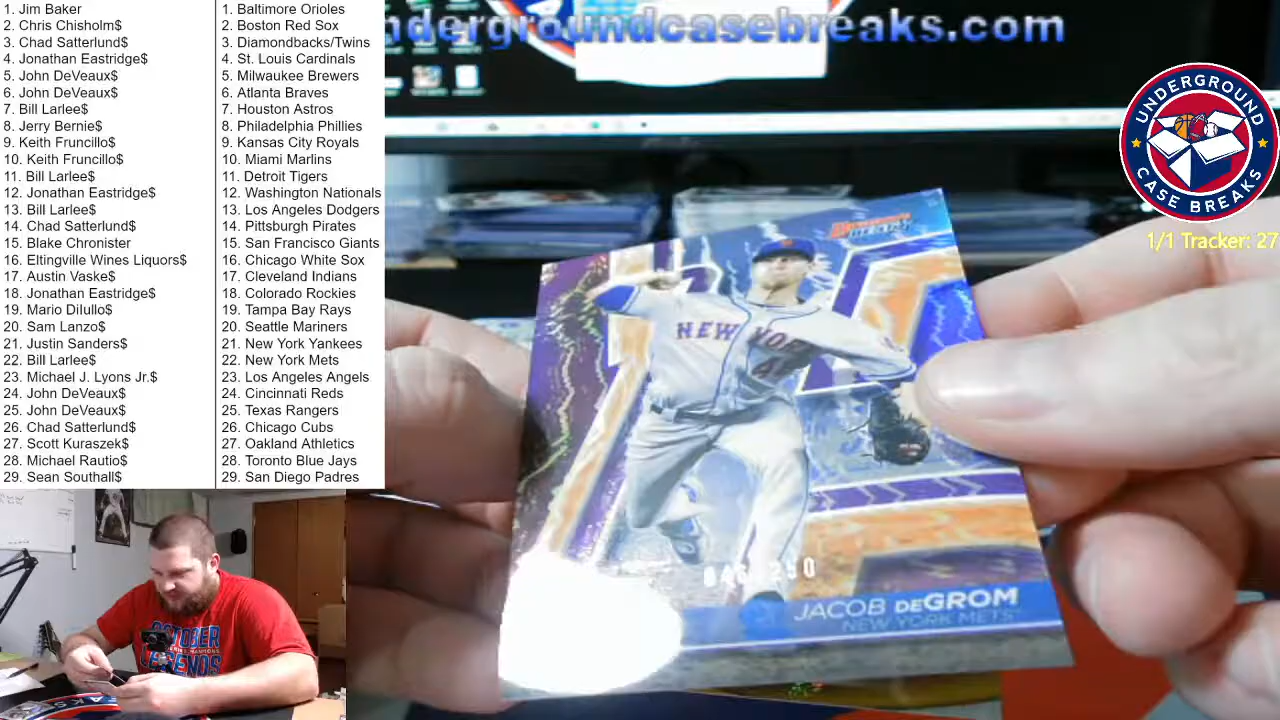 1. Jim Baker
2. Chris Chisholm$
3. Chad Satterlund$
4. Jonathan Eastridge$
5. John DeVeaux$
6. John DeVeaux$
7. Bill Larlee$
8. Jerry Bernie$
9. Keith Fruncillo$
10. Keith Fruncillo$
11. Bill Larlee$
12. Jonathan Eastridge$
13. Bill Larlee$
14. Chad Satterlund$
15. Blake Chronister
16. Eltingville Wines Liquors$
17. Austin Vaske$
18. Jonathan Eastridge$
19. Mario DiIullo$
20. Sam Lanzo$
21. Justin Sanders$
22. Bill Larlee$
23. Michael J. Lyons Jr.$
24. John DeVeaux$
25. John DeVeaux$
26. Chad Satterlund$
27. Scott Kuraszek$
28. Michael Rautio$
29. Sean Southall$
1. Baltimore Orioles
2. Boston Red Sox
3. Diamondbacks/Twins
4. St. Louis Cardinals
5. Milwaukee Brewers
6. Atlanta Braves
7. Houston Astros
8. Philadelphia Phillies
9. Kansas City Royals
10. Miami Marlins
11. Detroit Tigers
12. Washington Nationals
13. Los Angeles Dodgers
14. Pittsburgh Pirates
15. San Francisco Giants
16. Chicago White Sox
17. Cleveland Indians
18. Colorado Rockies
19. Tampa Bay Rays
20. Seattle Mariners
21. New York Yankees
22. New York Mets
23. Los Angeles Angels
24. Cincinnati Reds
25. Texas Rangers
26. Chicago Cubs
27. Oakland Athletics
28. Toronto Blue Jays
29. San Diego Padres
ndergroundcasebreaks.com
UNDERGROUND
CASE BREAKS
1/1 Tracker: 27
NEW YOR
JACOB DEGROM
NEW YORK METS
OCTOBER
LEGENDS